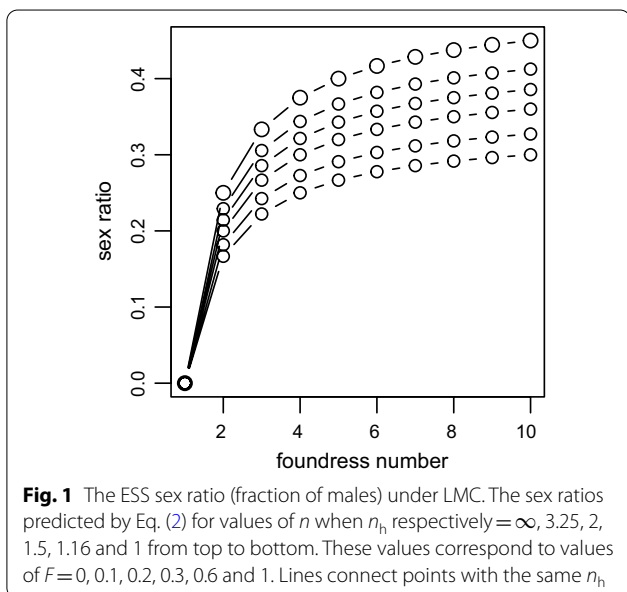 0.4
0.3
0.2
0.1
0.0
sex ratio
2 4 6 8 10
foundress number
Fig. 1 The ESS sex ratio (fraction of males) under LMC. The sex ratios
predicted by Eq. (2) for values of n when nh respectively = ∞, 3.25, 2,
1.5, 1.16 and 1 from top to bottom. These values correspond to values
of F = 0, 0.1, 0.2, 0.3, 0.6 and 1. Lines connect points with the same nh